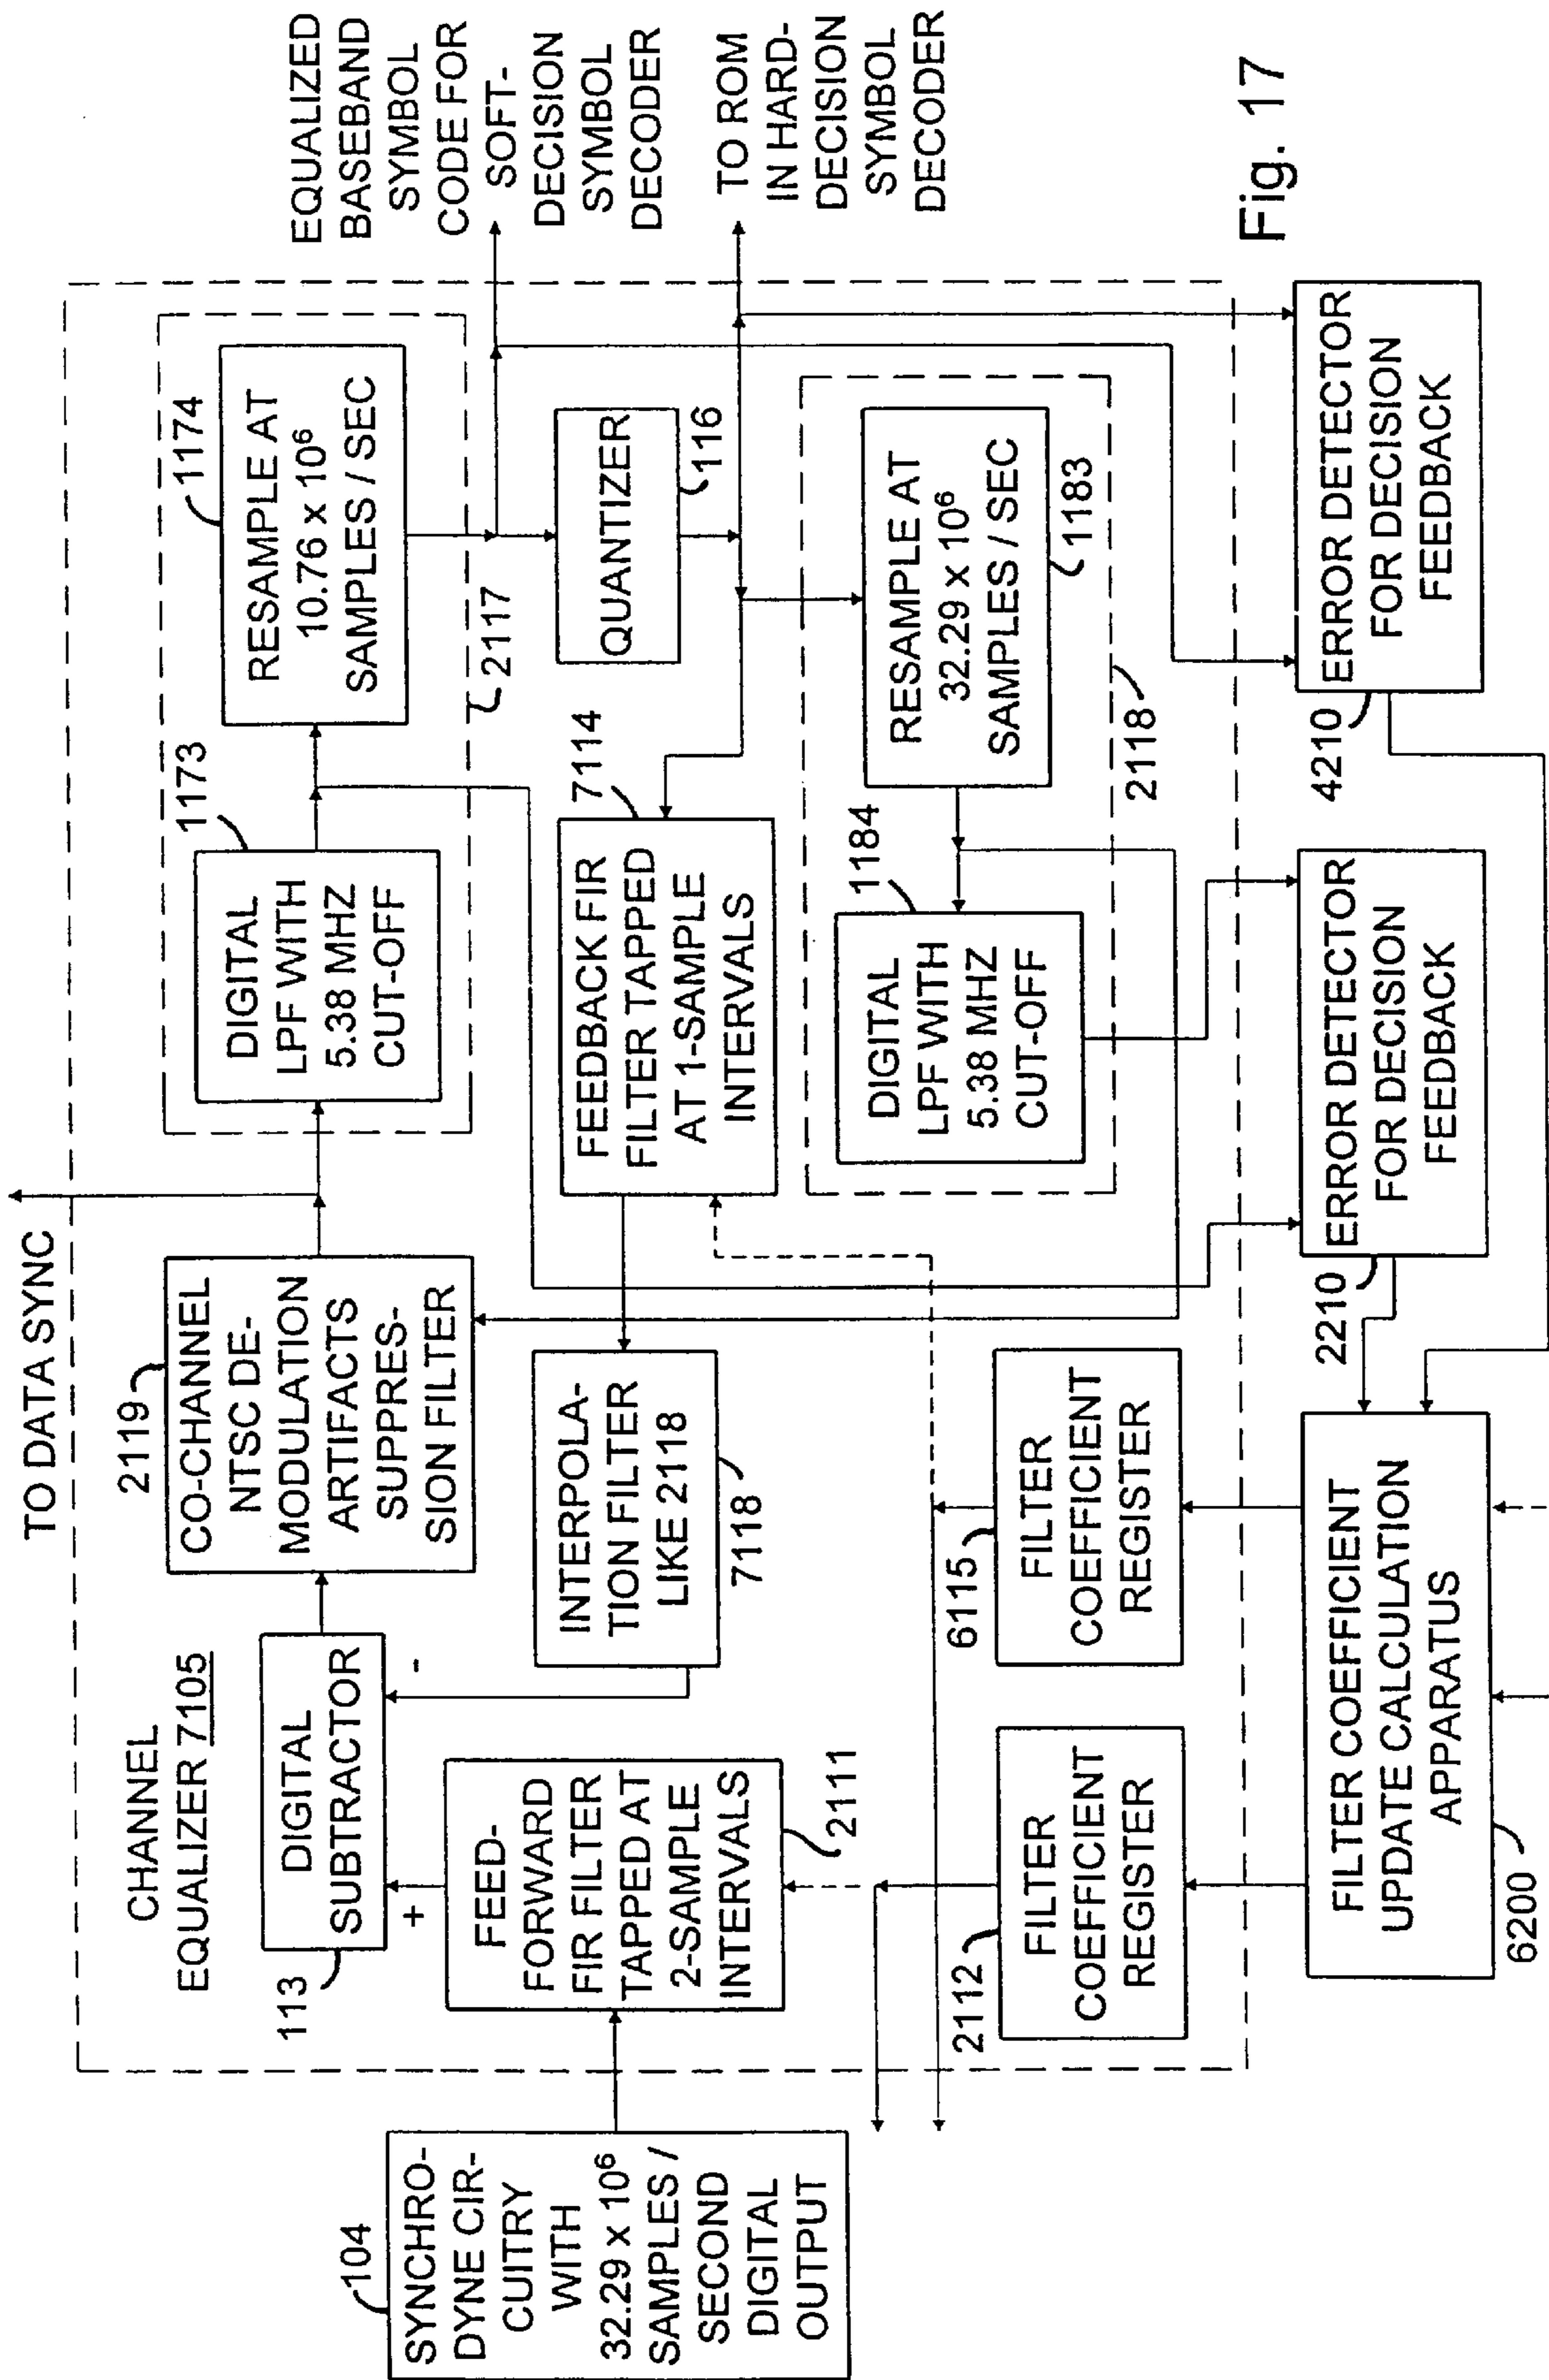 TO DATA SYNC
CHANNEL
EQUALIZER 7105
104
SYNCHRO-
DYNE CIR-
CUITRY
WITH
32.29 x 10⁶
SAMPLES /
SECOND
DIGITAL
OUTPUT
113
DIGITAL
SUBTRACTOR
+
-
FEED-
FORWARD
FIR FILTER
TAPPED AT
2-SAMPLE
INTERVALS
2111
2119
CO-CHANNEL
NTSC DE-
MODULATION
ARTIFACTS
SUPPRES-
SION FILTER
INTERPOLA-
TION FILTER
LIKE 2118
7118
1173
DIGITAL
LPF WITH
5.38 MHZ
CUT-OFF
1174
RESAMPLE AT
10.76 x 10⁶
SAMPLES / SEC
2117
EQUALIZED
BASEBAND
SYMBOL
CODE FOR
SOFT-
DECISION
SYMBOL
DECODER
QUANTIZER
116
TO ROM
IN HARD-
DECISION
SYMBOL
DECODER
7114
FEEDBACK FIR
FILTER TAPPED
AT 1-SAMPLE
INTERVALS
1184
DIGITAL
LPF WITH
5.38 MHZ
CUT-OFF
RESAMPLE AT
32.29 x 10⁶
SAMPLES / SEC
1183
2118
2112
FILTER
COEFFICIENT
REGISTER
6115
FILTER
COEFFICIENT
REGISTER
FILTER COEFFICIENT
UPDATE CALCULATION
APPARATUS
6200
2210
ERROR DETECTOR
FOR DECISION
FEEDBACK
4210
ERROR DETECTOR
FOR DECISION
FEEDBACK
Fig. 17